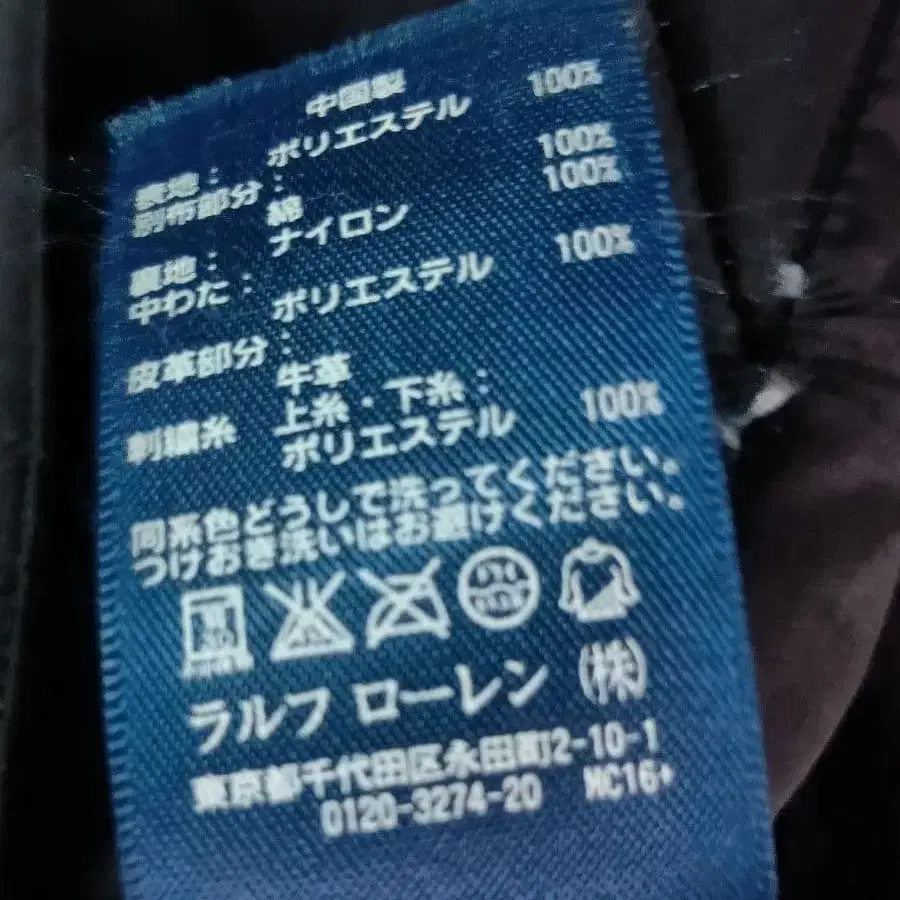 中国製
表地： ポリエステル 100%
別布部分：
綿 100%
裏地： ナイロン 100%
中わた：
ポリエステル 100%
皮革部分：
牛革
刺繍糸 上糸・下糸：
ポリエステル 100%
同系色どうしで洗ってください。
つけおき洗いはお避けください。
ラルフ ローレン (株)
東京都千代田区永田町2-10-1
0120-3274-20 MC16+